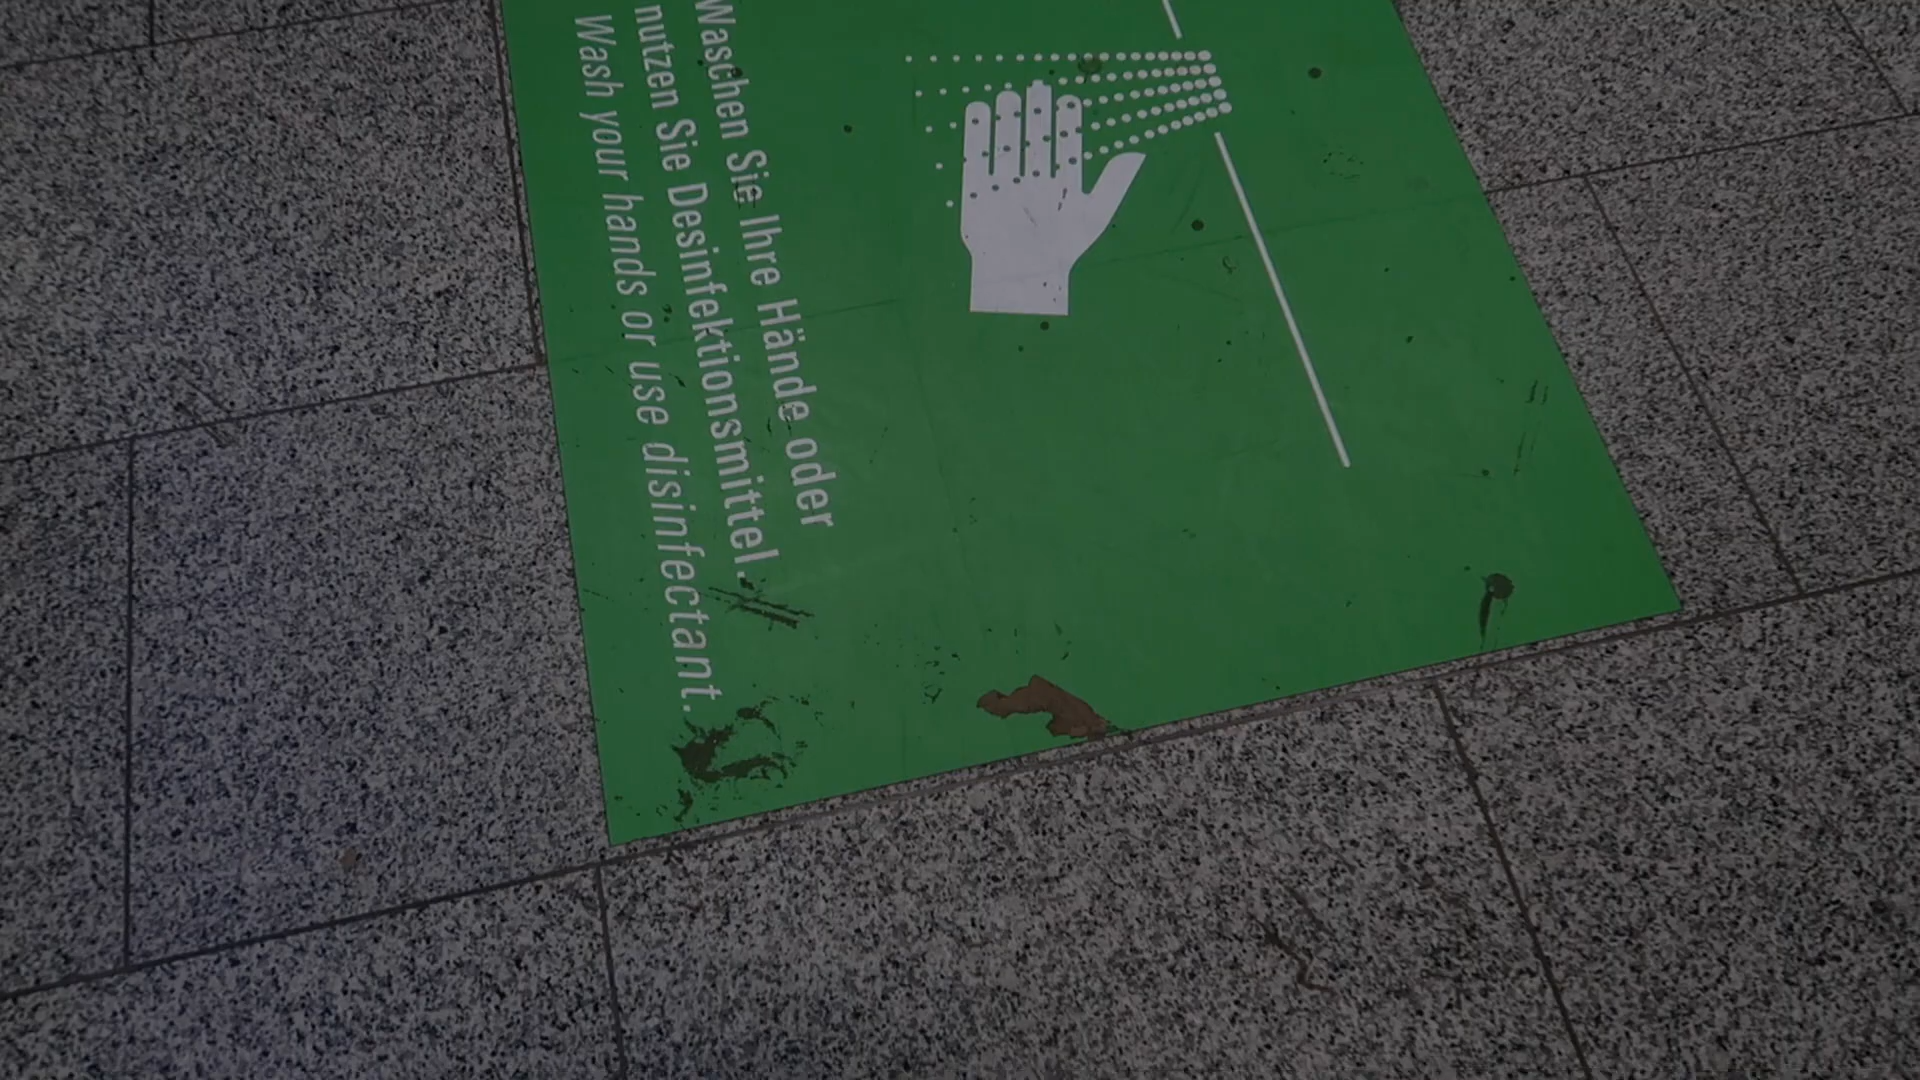 Waschen Sie Ihre Hände oder
nutzen Sie Desinfektionsmittel.
Wash your hands or use disinfectant.